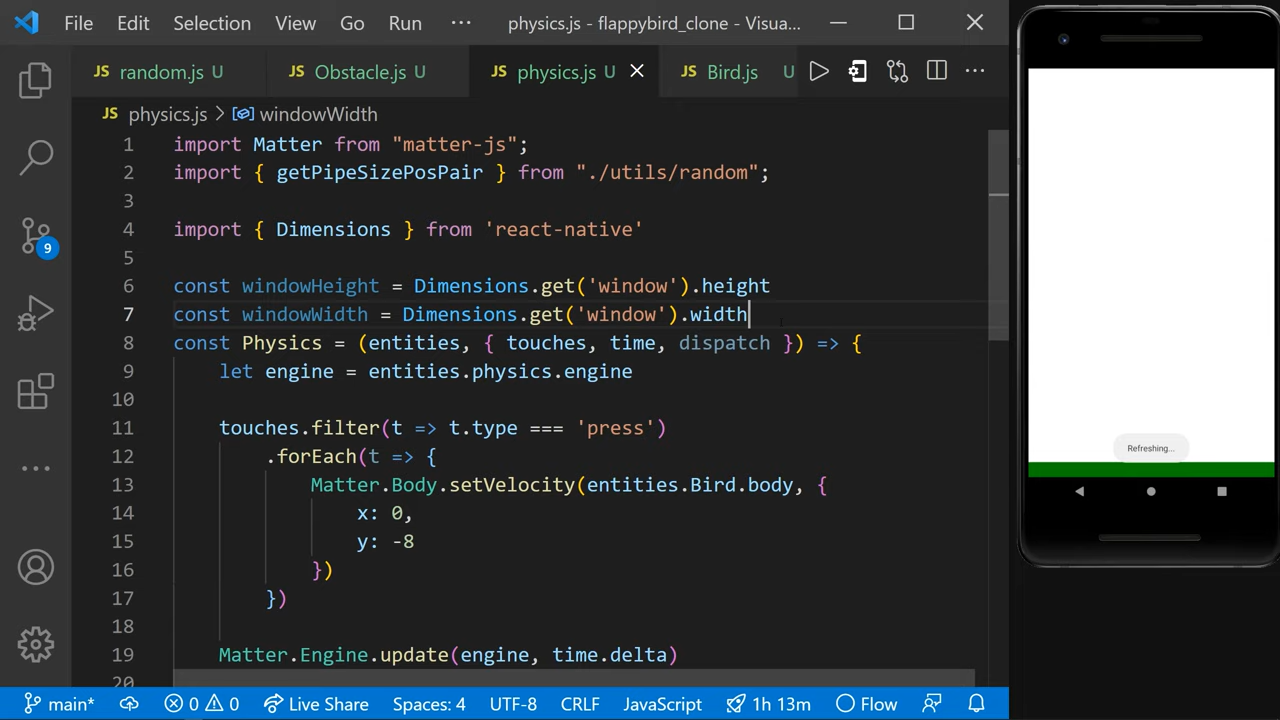 File Edit Selection View Go Run ··· physics.js - flappybird_clone - Visua...
JS random.js U JS Obstacle.js U JS physics.js U JS Bird.js U
JS physics.js > windowWidth
1 import Matter from "matter-js";
2 import { getPipeSizePosPair } from "./utils/random";
3
4 import { Dimensions } from 'react-native'
5
6 const windowHeight = Dimensions.get('window').height
7 const windowWidth = Dimensions.get('window').width
8 const Physics = (entities, { touches, time, dispatch }) => {
9 let engine = entities.physics.engine
10
11 touches.filter(t => t.type === 'press')
12 .forEach(t => {
13 Matter.Body.setVelocity(entities.Bird.body, {
14 x: 0,
15 y: -8
16 })
17 })
18
19 Matter.Engine.update(engine, time.delta)
20
9
Refreshing...
main* 0 0 Live Share Spaces: 4 UTF-8 CRLF JavaScript 1h 13m Flow